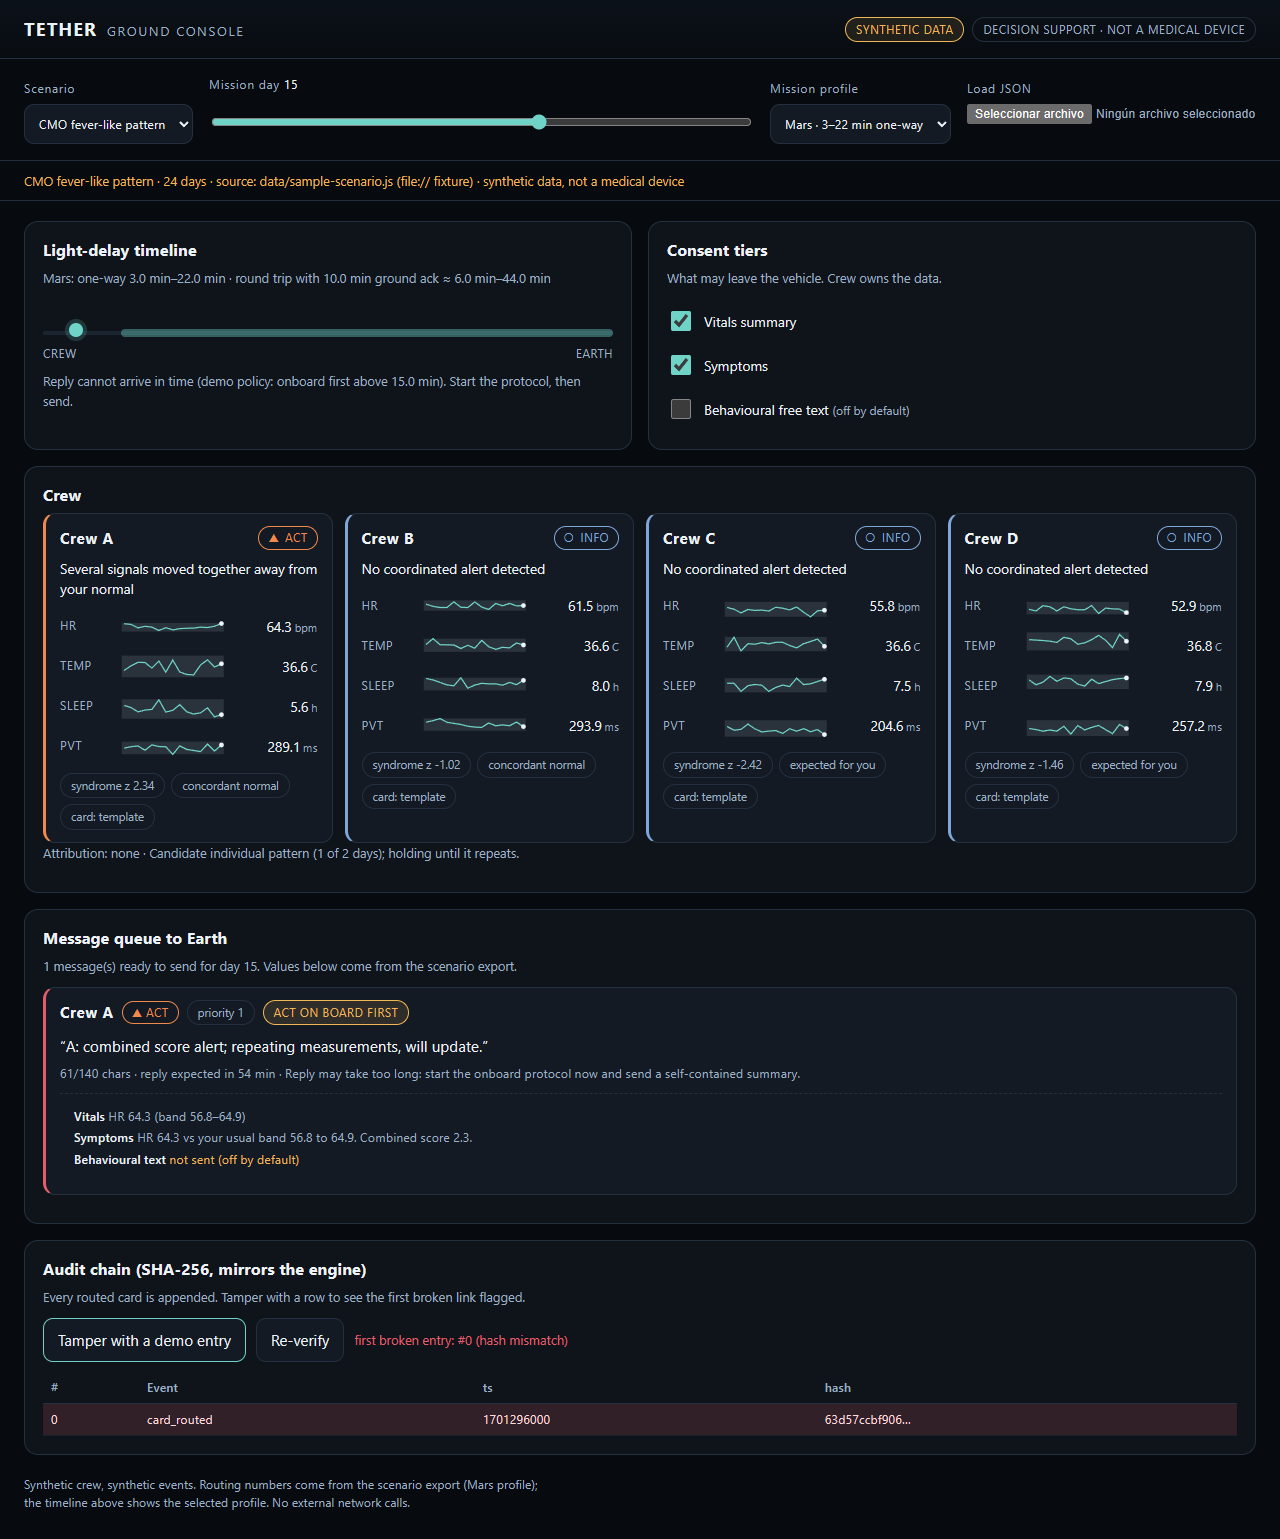 TETHER GROUND CONSOLE
SYNTHETIC DATA
DECISION SUPPORT · NOT A MEDICAL DEVICE
Scenario
CMO fever-like pattern
Mission day 15
Mission profile
Mars · 3–22 min one-way
Load JSON
Seleccionar archivo Ningún archivo seleccionado
CMO fever-like pattern · 24 days · source: data/sample-scenario.js (file:// fixture) · synthetic data, not a medical device
Light-delay timeline
Mars: one-way 3.0 min–22.0 min · round trip with 10.0 min ground ack ≈ 6.0 min–44.0 min
CREW
EARTH
Reply cannot arrive in time (demo policy: onboard first above 15.0 min). Start the protocol, then
send.
Consent tiers
What may leave the vehicle. Crew owns the data.
Vitals summary
Symptoms
Behavioural free text (off by default)
Crew
Crew A
▲ ACT
Several signals moved together away from
your normal
HR 64.3 bpm
TEMP 36.6 C
SLEEP 5.6 h
PVT 289.1 ms
syndrome z 2.34
concordant normal
card: template
Crew B
○ INFO
No coordinated alert detected
HR 61.5 bpm
TEMP 36.6 C
SLEEP 8.0 h
PVT 293.9 ms
syndrome z -1.02
concordant normal
card: template
Crew C
○ INFO
No coordinated alert detected
HR 55.8 bpm
TEMP 36.6 C
SLEEP 7.5 h
PVT 204.6 ms
syndrome z -2.42
expected for you
card: template
Crew D
○ INFO
No coordinated alert detected
HR 52.9 bpm
TEMP 36.8 C
SLEEP 7.9 h
PVT 257.2 ms
syndrome z -1.46
expected for you
card: template
Attribution: none · Candidate individual pattern (1 of 2 days); holding until it repeats.
Message queue to Earth
1 message(s) ready to send for day 15. Values below come from the scenario export.
Crew A ▲ ACT priority 1 ACT ON BOARD FIRST
“A: combined score alert; repeating measurements, will update.”
61/140 chars · reply expected in 54 min · Reply may take too long: start the onboard protocol now and send a self-contained summary.
Vitals HR 64.3 (band 56.8–64.9)
Symptoms HR 64.3 vs your usual band 56.8 to 64.9. Combined score 2.3.
Behavioural text not sent (off by default)
Audit chain (SHA-256, mirrors the engine)
Every routed card is appended. Tamper with a row to see the first broken link flagged.
Tamper with a demo entry
Re-verify
first broken entry: #0 (hash mismatch)
# Event ts hash
0 card_routed 1701296000 63d57ccbf906...
Synthetic crew, synthetic events. Routing numbers come from the scenario export (Mars profile);
the timeline above shows the selected profile. No external network calls.